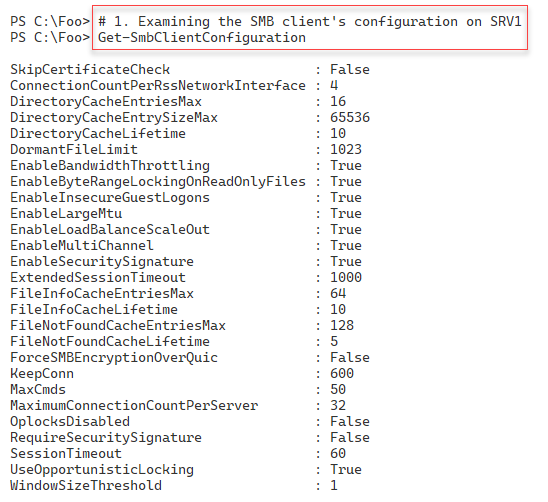 PS C:\Foo> # 1. Examining the SMB client's configuration on SRV1
PS C:\Foo> Get-SmbClientConfiguration
SkipCertificateCheck : False
ConnectionCountPerRssNetworkInterface : 4
DirectoryCacheEntriesMax : 16
DirectoryCacheEntrySizeMax : 65536
DirectoryCacheLifetime : 10
DormantFileLimit : 1023
EnableBandwidthThrottling : True
EnableByteRangeLockingOnReadOnlyFiles : True
EnableInsecureGuestLogons : True
EnableLargeMtu : True
EnableLoadBalanceScaleOut : True
EnableMultiChannel : True
EnableSecuritySignature : True
ExtendedSessionTimeout : 1000
FileInfoCacheEntriesMax : 64
FileInfoCacheLifetime : 10
FileNotFoundCacheEntriesMax : 128
FileNotFoundCacheLifetime : 5
ForceSMBEncryptionOverQuic : False
KeepConn : 600
MaxCmds : 50
MaximumConnectionCountPerServer : 32
OplocksDisabled : False
RequireSecuritySignature : False
SessionTimeout : 60
UseOpportunisticLocking : True
WindowSizeThreshold : 1